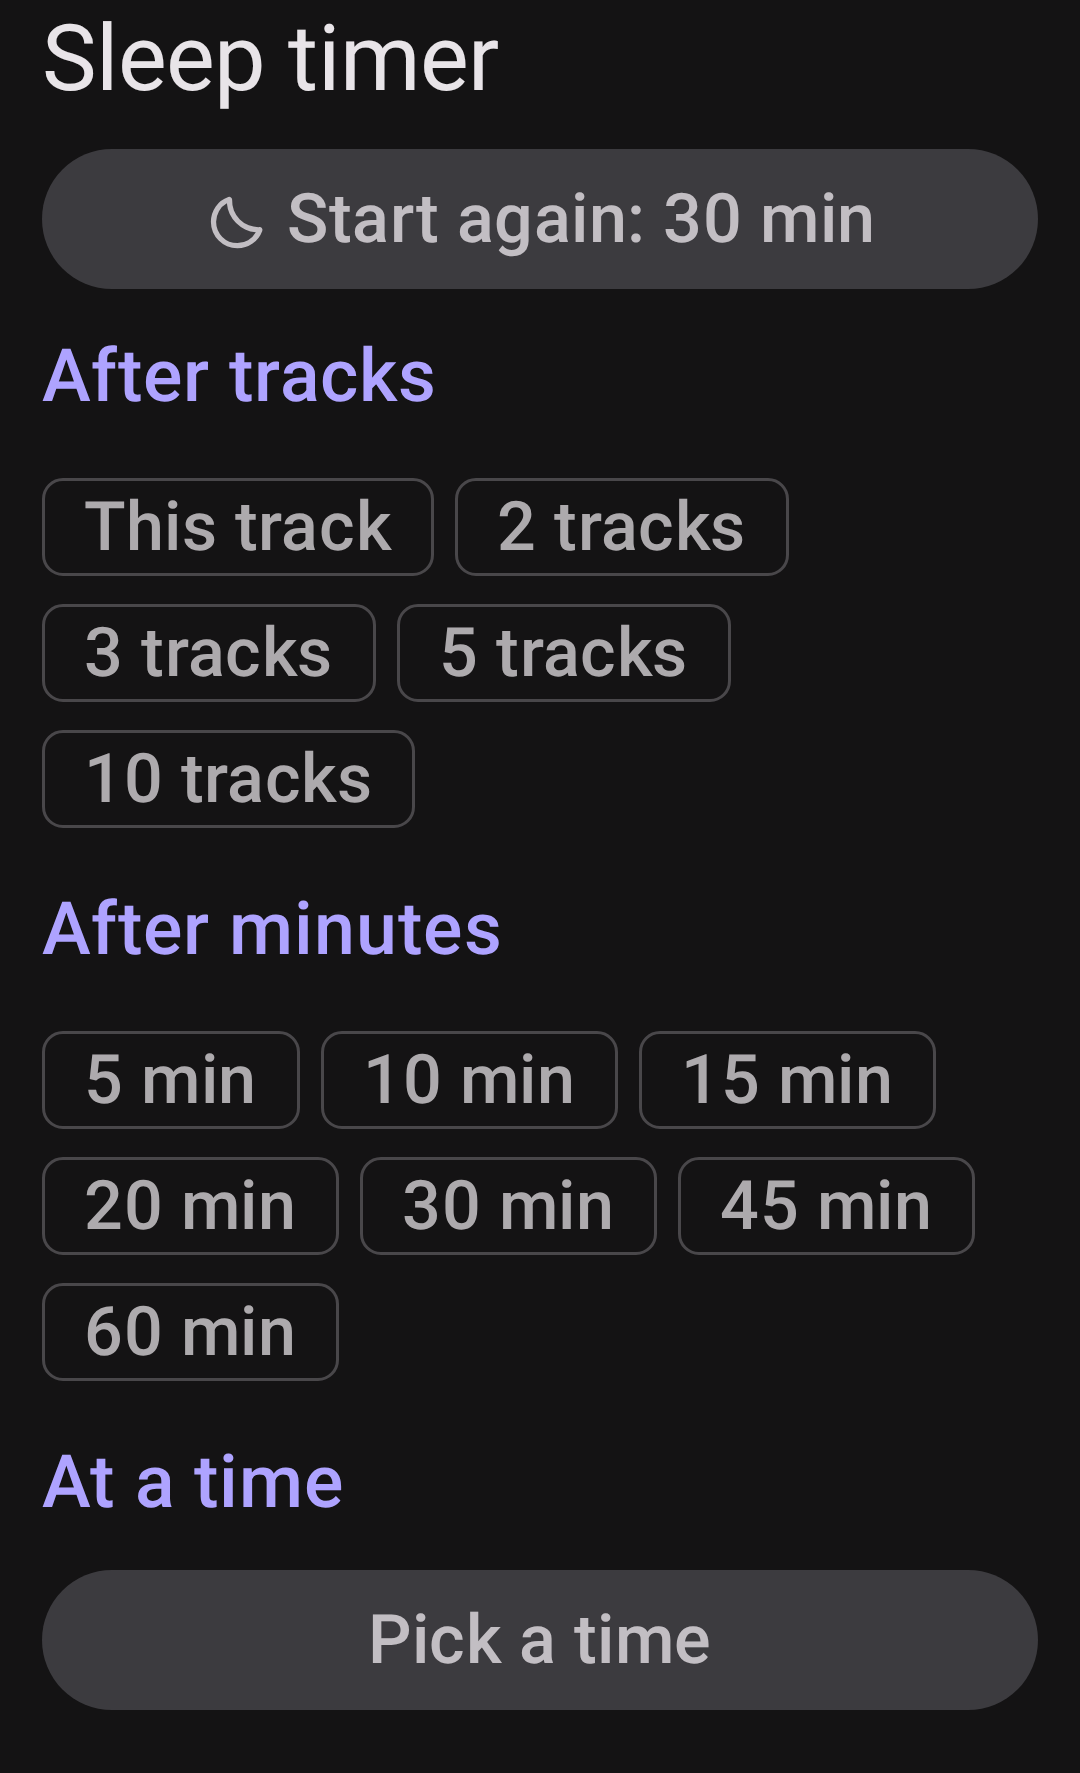 Sleep timer
Start again: 30 min
After tracks
This track 2 tracks
3 tracks 5 tracks
10 tracks
After minutes
5 min 10 min 15 min
20 min 30 min 45 min
60 min
At a time
Pick a time